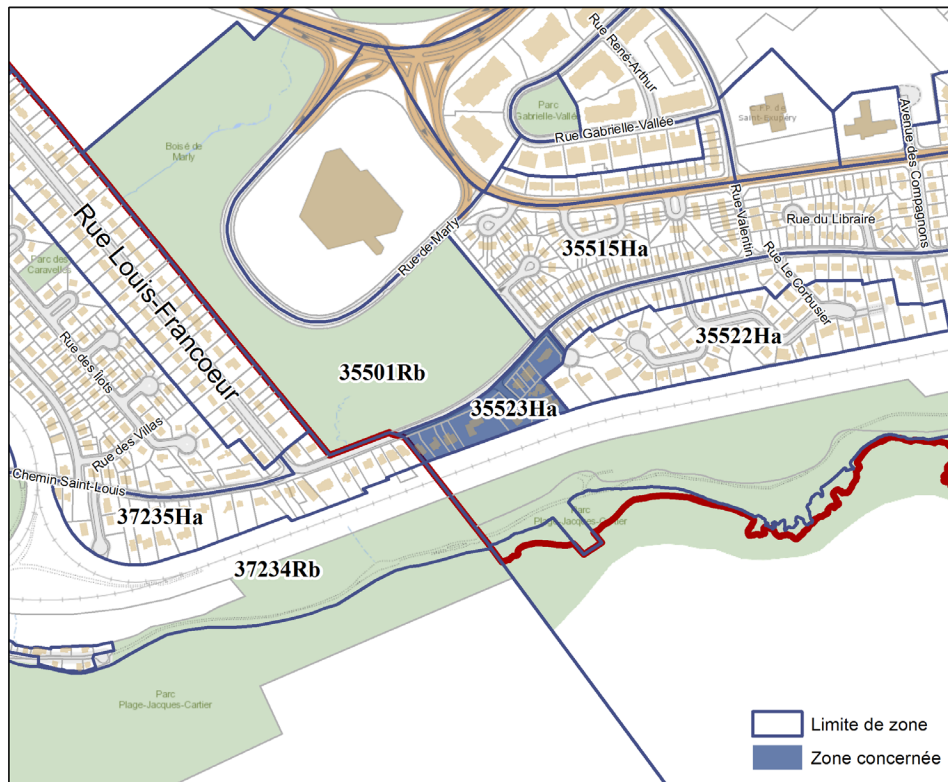 Rue René-Arthur
Boisé de
Marly
Parc
Gabrielle-Vallée
C.F.P. de
Saint-Exupéry
Rue Gabrielle-Vallée
Avenue des Compagnons
Rue Valentin
Rue du Libraire
Rue Louis-Francoeur
Rue de Marly
35515Ha
Parc des
Caravelles
Rue Le Corbusier
35522Ha
Rue des Îlots
35501Rb
35523Ha
Rue des Villas
Chemin Saint-Louis
37235Ha
Parc
Plage-Jacques-Cartier
37234Rb
Parc
Plage-Jacques-Cartier
Limite de zone
Zone concernée